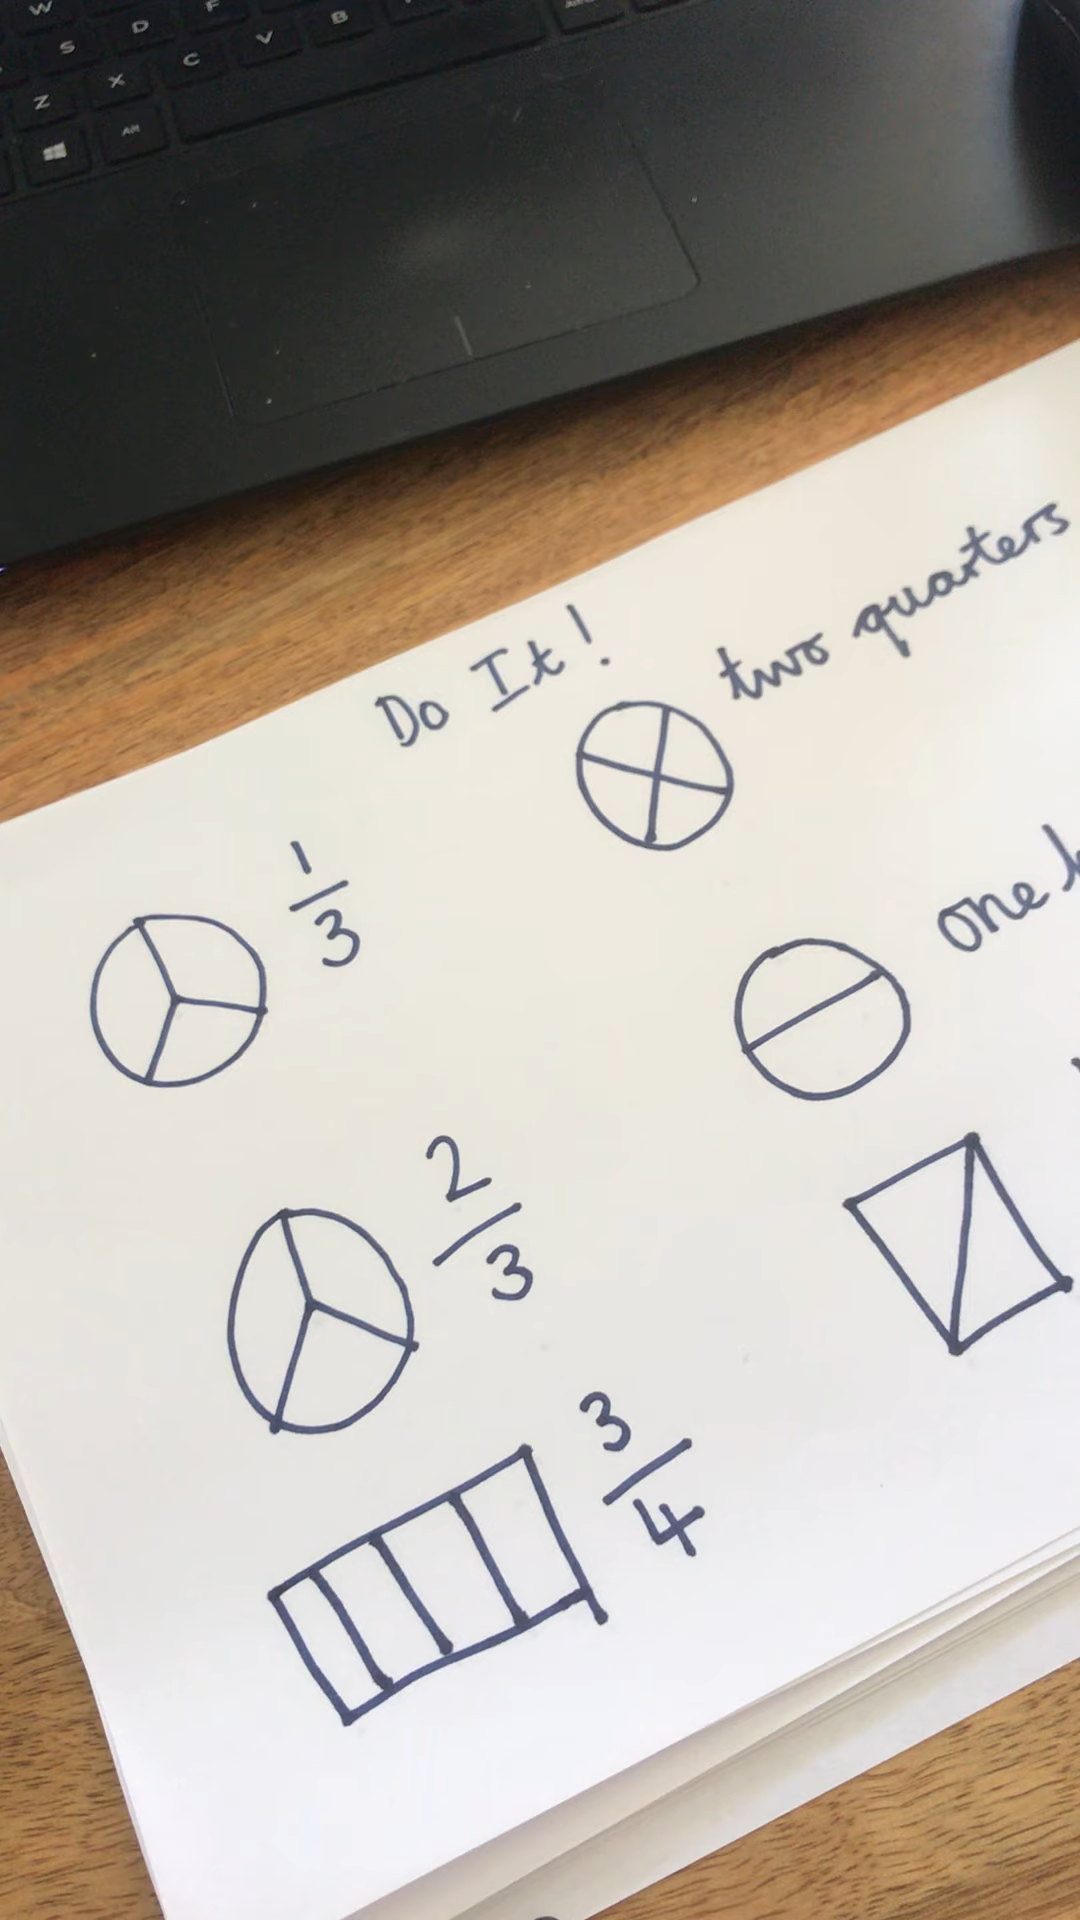 W F
S D V B
Z X C
Do It!
two quarters
1/3
one
2/3
3/4